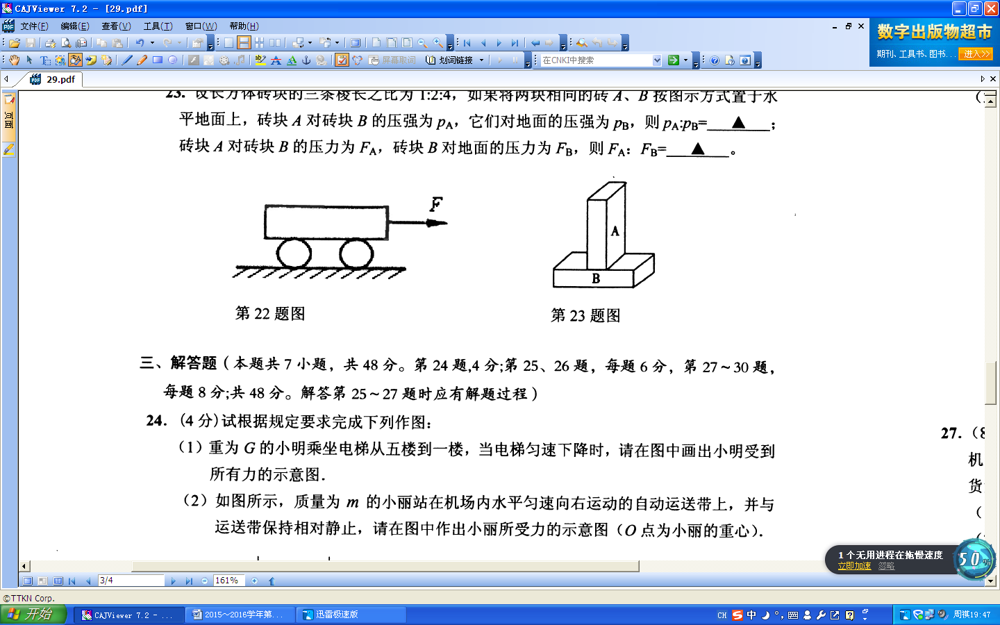 CAJViewer 7.2 - [29.pdf]
文件(F) 编辑(E) 查看(V) 工具(T) 窗口(W) 帮助(H)
数字出版物超市
期刊、工具书、图书... 进入>>
屏幕取词 划词链接 在CNKI中搜索
29.pdf
页面
23. 设长方体砖块的三条棱长之比为 1:2:4，如果将两块相同的砖 A、B 按图示方式置于水
平地面上，砖块 A 对砖块 B 的压强为 pA，它们对地面的压强为 pB，则 pA:pB=____▲____；
砖块 A 对砖块 B 的压力为 FA，砖块 B 对地面的压力为 FB，则 FA：FB=____▲____。
F
A
B
第 22 题图 第 23 题图
三、解答题（本题共 7 小题，共 48 分。第 24 题,4 分;第 25、26 题，每题 6 分，第 27～30 题，
每题 8 分;共 48 分。解答第 25～27 题时应有解题过程）
24.（4 分)试根据规定要求完成下列作图：
（1）重为 G 的小明乘坐电梯从五楼到一楼，当电梯匀速下降时，请在图中画出小明受到
所有力的示意图．
（2）如图所示，质量为 m 的小丽站在机场内水平匀速向右运动的自动运送带上，并与
运送带保持相对静止，请在图中作出小丽所受力的示意图（O 点为小丽的重心）．
27.（8
机
货
（
1 个无用进程在拖慢速度
立即加速 忽略
50%
3/4 161%
©TTKN Corp.
开始 CAJViewer 7.2 - ... 2015～2016学年第... 迅雷极速版 CH 中 周祺19:47